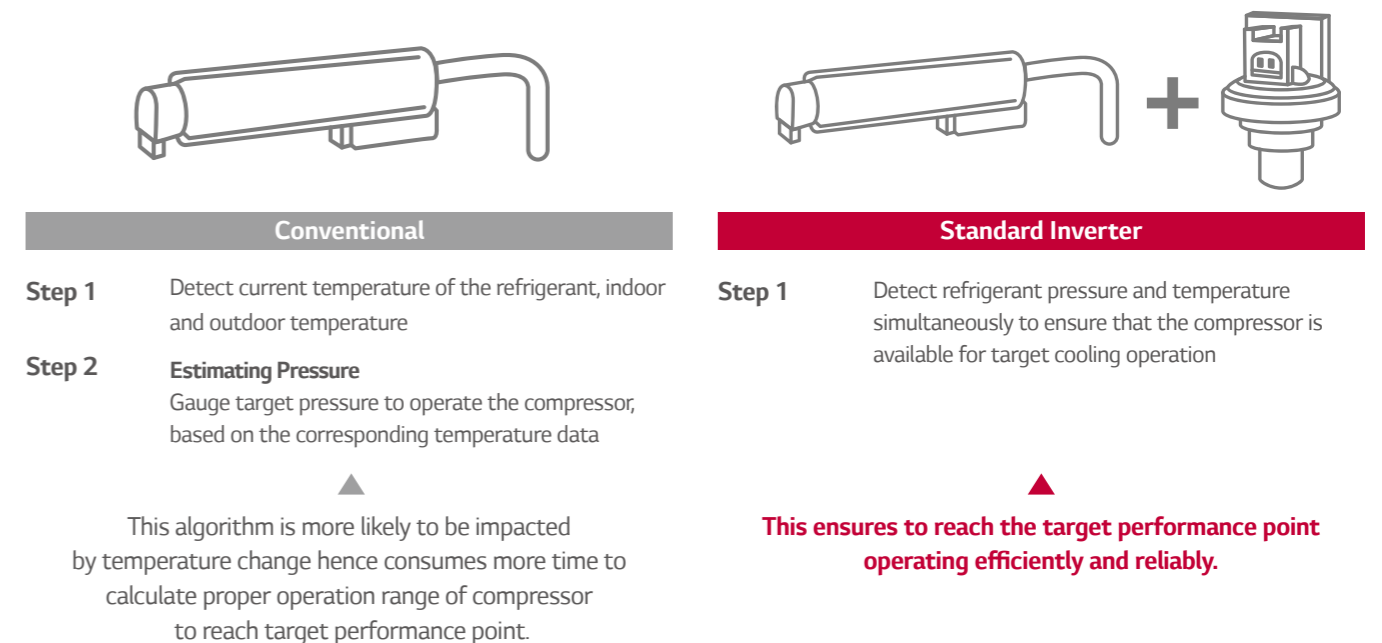 Conventional
Step 1
Detect current temperature of the refrigerant, indoor
and outdoor temperature
Step 2
Estimating Pressure
Gauge target pressure to operate the compressor,
based on the corresponding temperature data
This algorithm is more likely to be impacted
by temperature change hence consumes more time to
calculate proper operation range of compressor
to reach target performance point.
Standard Inverter
Step 1
Detect refrigerant pressure and temperature
simultaneously to ensure that the compressor is
available for target cooling operation
This ensures to reach the target performance point
operating efficiently and reliably.